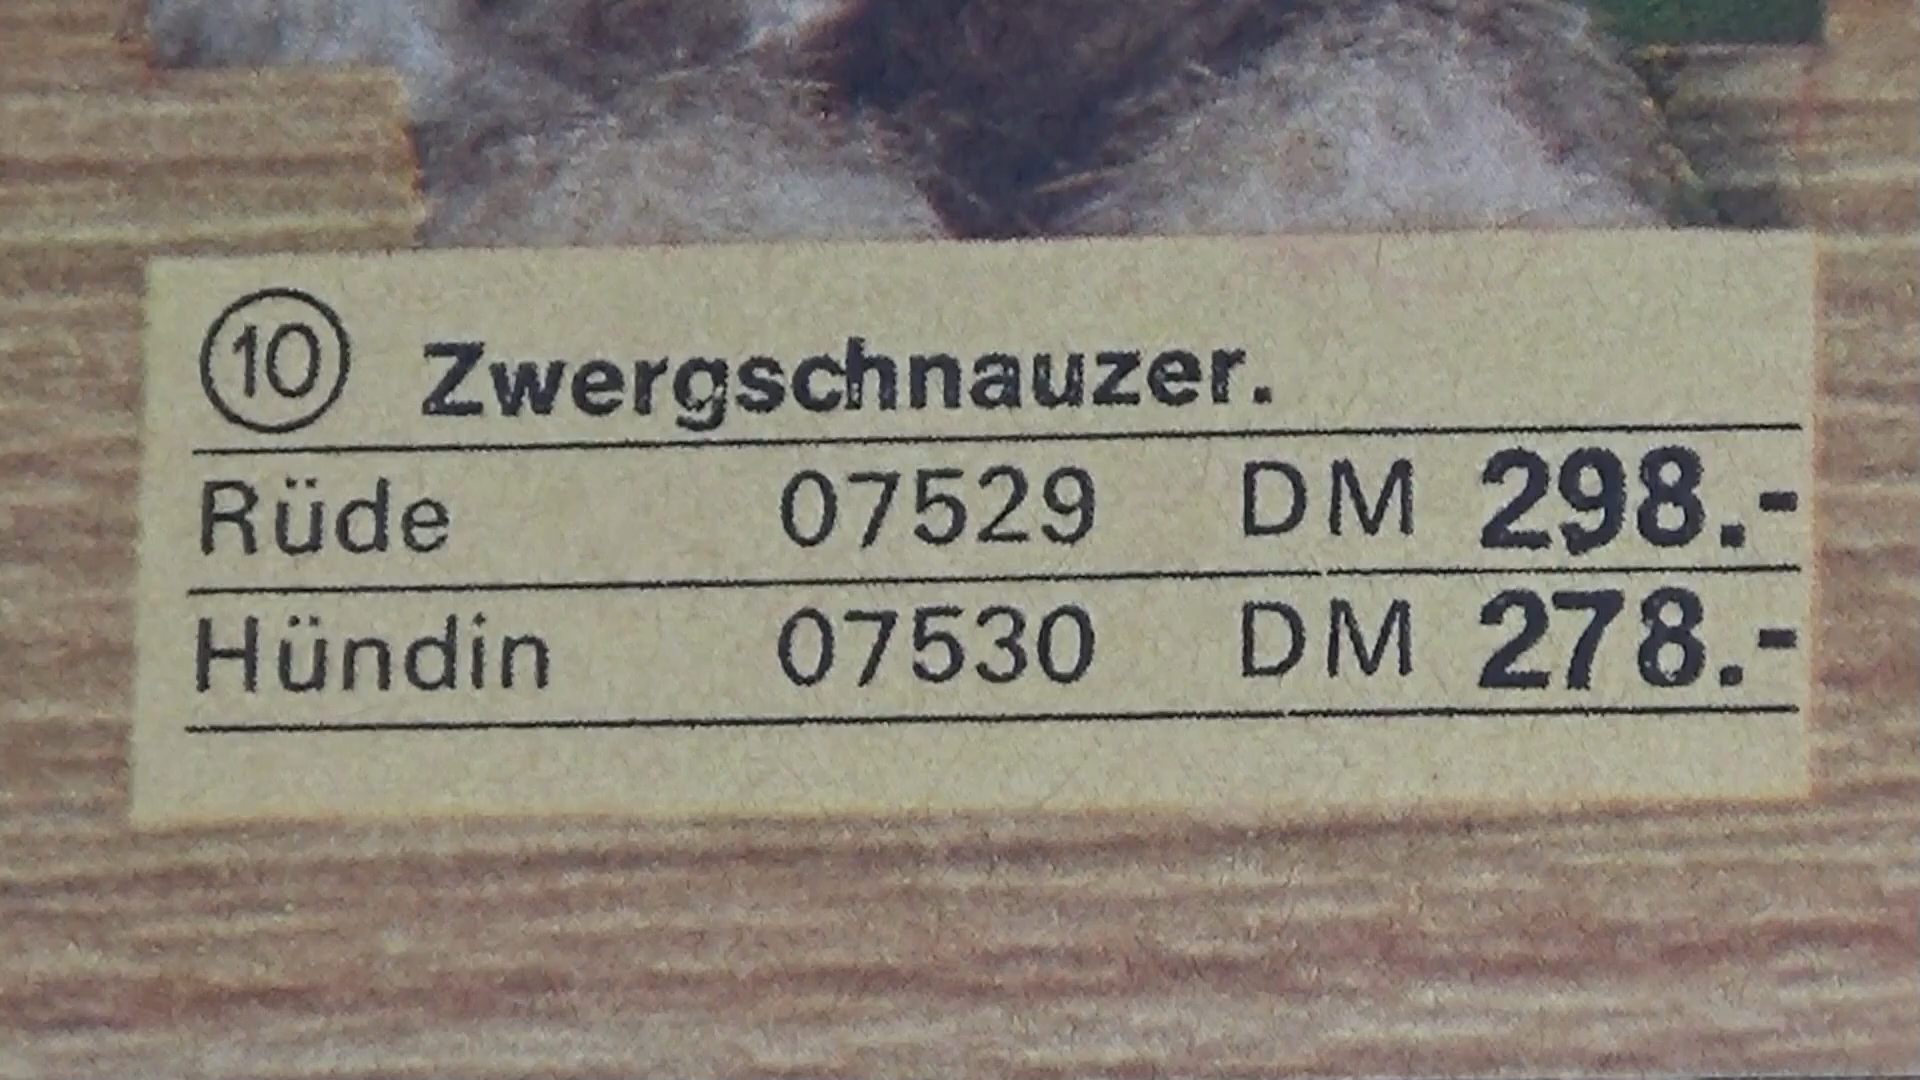 10 Zwergschnauzer.
Rüde 07529 DM 298.-
Hündin 07530 DM 278.-